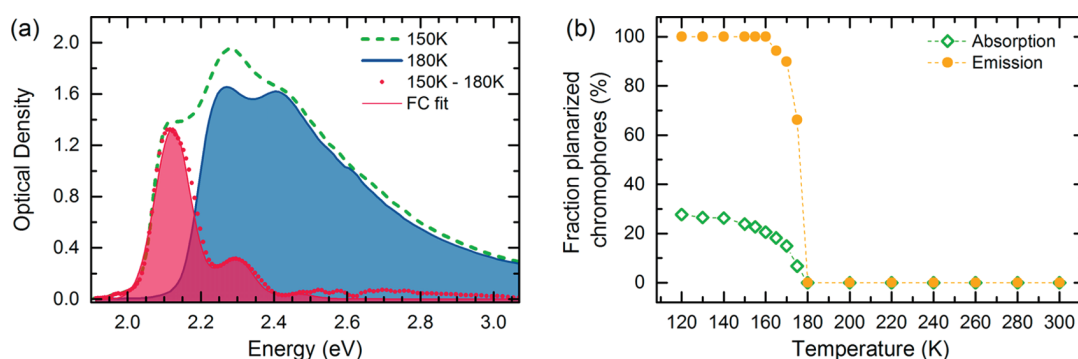 (a)
2.0
1.6
1.2
0.8
0.4
0.0
Optical Density
150K
180K
150K - 180K
FC fit
2.0 2.2 2.4 2.6 2.8 3.0
Energy (eV)
(b)
100
80
60
40
20
0
Fraction planarized
chromophores (%)
Absorption
Emission
120 140 160 180 200 220 240 260 280 300
Temperature (K)